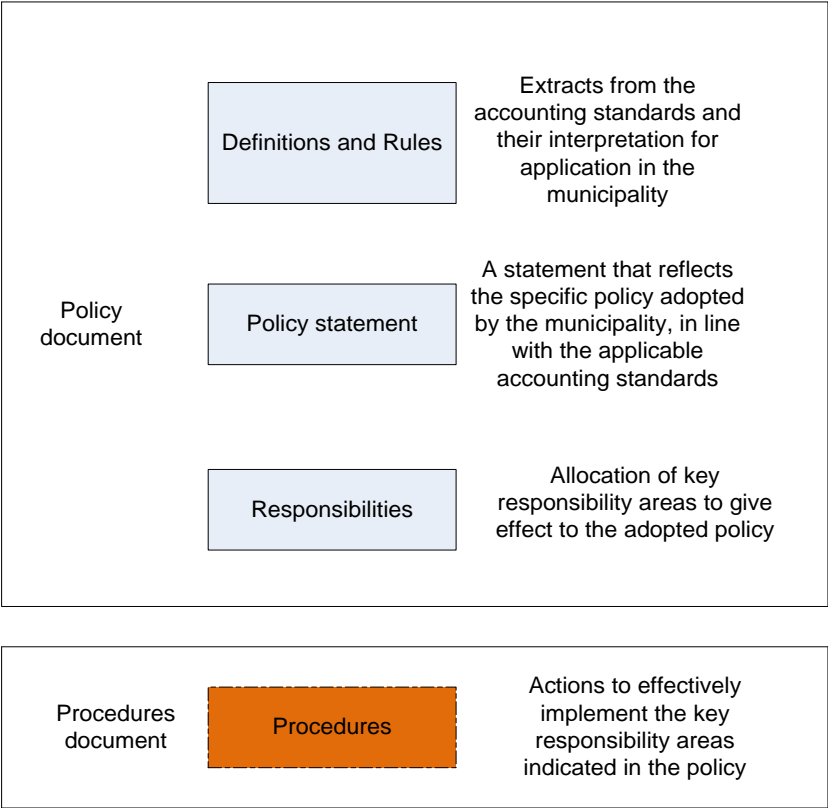 Policy
document
Definitions and Rules
Extracts from the
accounting standards and
their interpretation for
application in the
municipality
Policy statement
A statement that reflects
the specific policy adopted
by the municipality, in line
with the applicable
accounting standards
Responsibilities
Allocation of key
responsibility areas to give
effect to the adopted policy
Procedures
document
Procedures
Actions to effectively
implement the key
responsibility areas
indicated in the policy